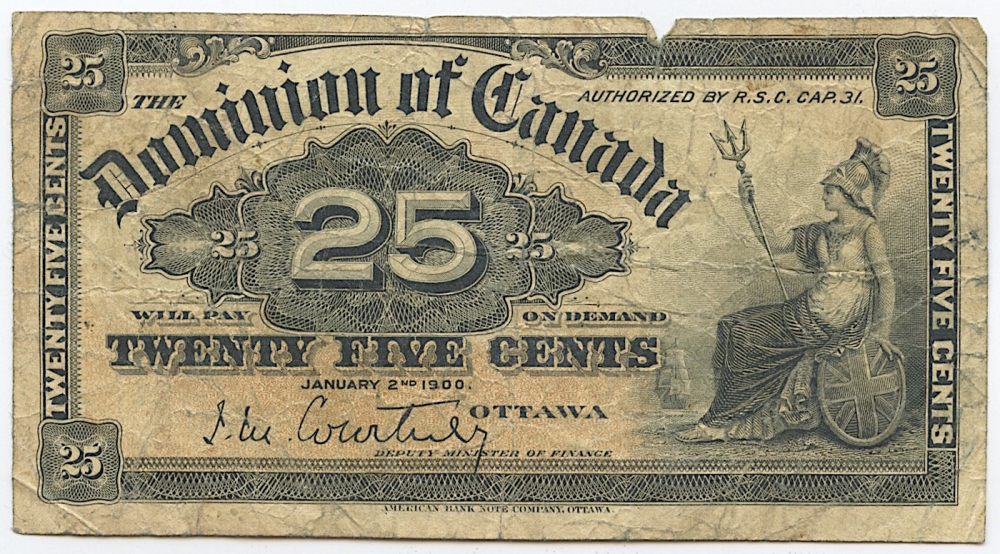 25
25
THE
Dominion of Canada
AUTHORIZED BY R.S.C. CAP. 31.
TWENTY FIVE CENTS
TWENTY FIVE CENTS
25
25
25
WILL PAY
ON DEMAND
TWENTY FIVE CENTS
JANUARY 2ND 1900.
OTTAWA
J. M. Courtney
DEPUTY MINISTER OF FINANCE
25
AMERICAN BANK NOTE COMPANY, OTTAWA.